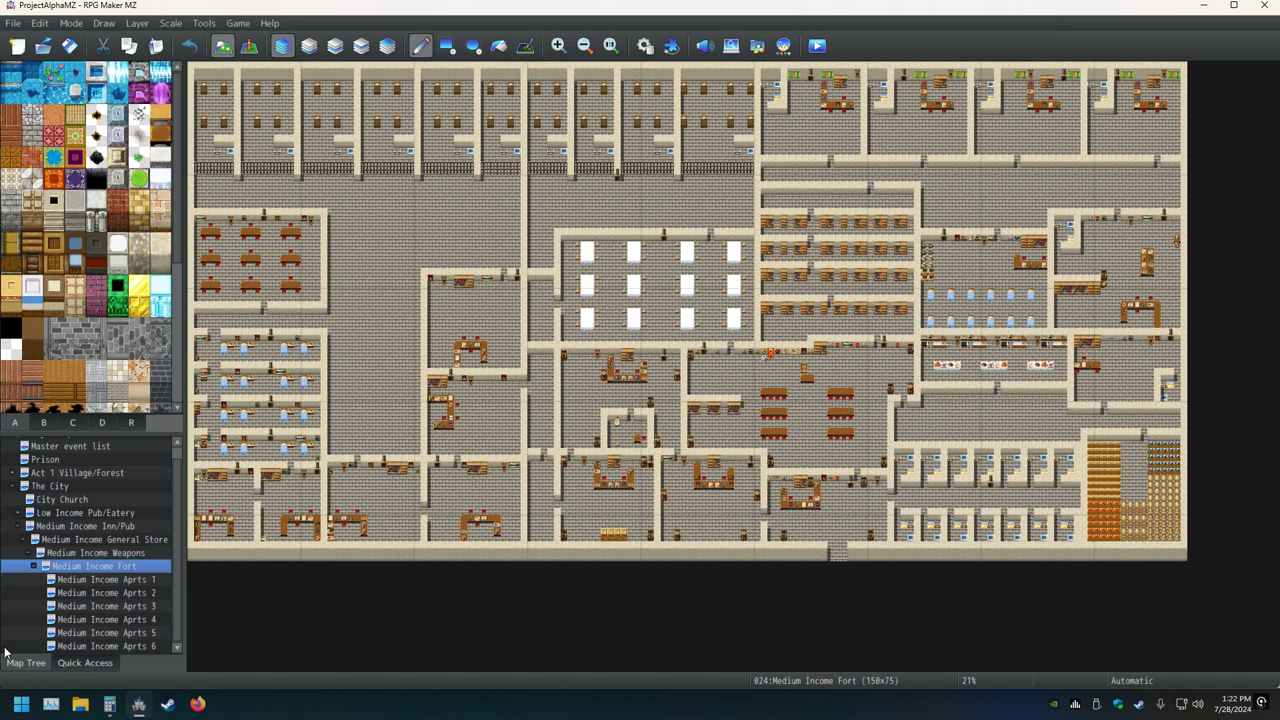 ProjectAlphaMZ - RPG Maker MZ
File Edit Mode Draw Layer Scale Tools Game Help
A B C D R
Master event list
Prison
Act 1 Village/Forest
The City
City Church
Low Income Pub/Eatery
Medium Income Inn/Pub
Medium Income General Store
Medium Income Weapons
Medium Income Fort
Medium Income Aprts 1
Medium Income Aprts 2
Medium Income Aprts 3
Medium Income Aprts 4
Medium Income Aprts 5
Medium Income Aprts 6
Map Tree Quick Access
024:Medium Income Fort (150x75) 21% Automatic
1:22 PM
7/28/2024